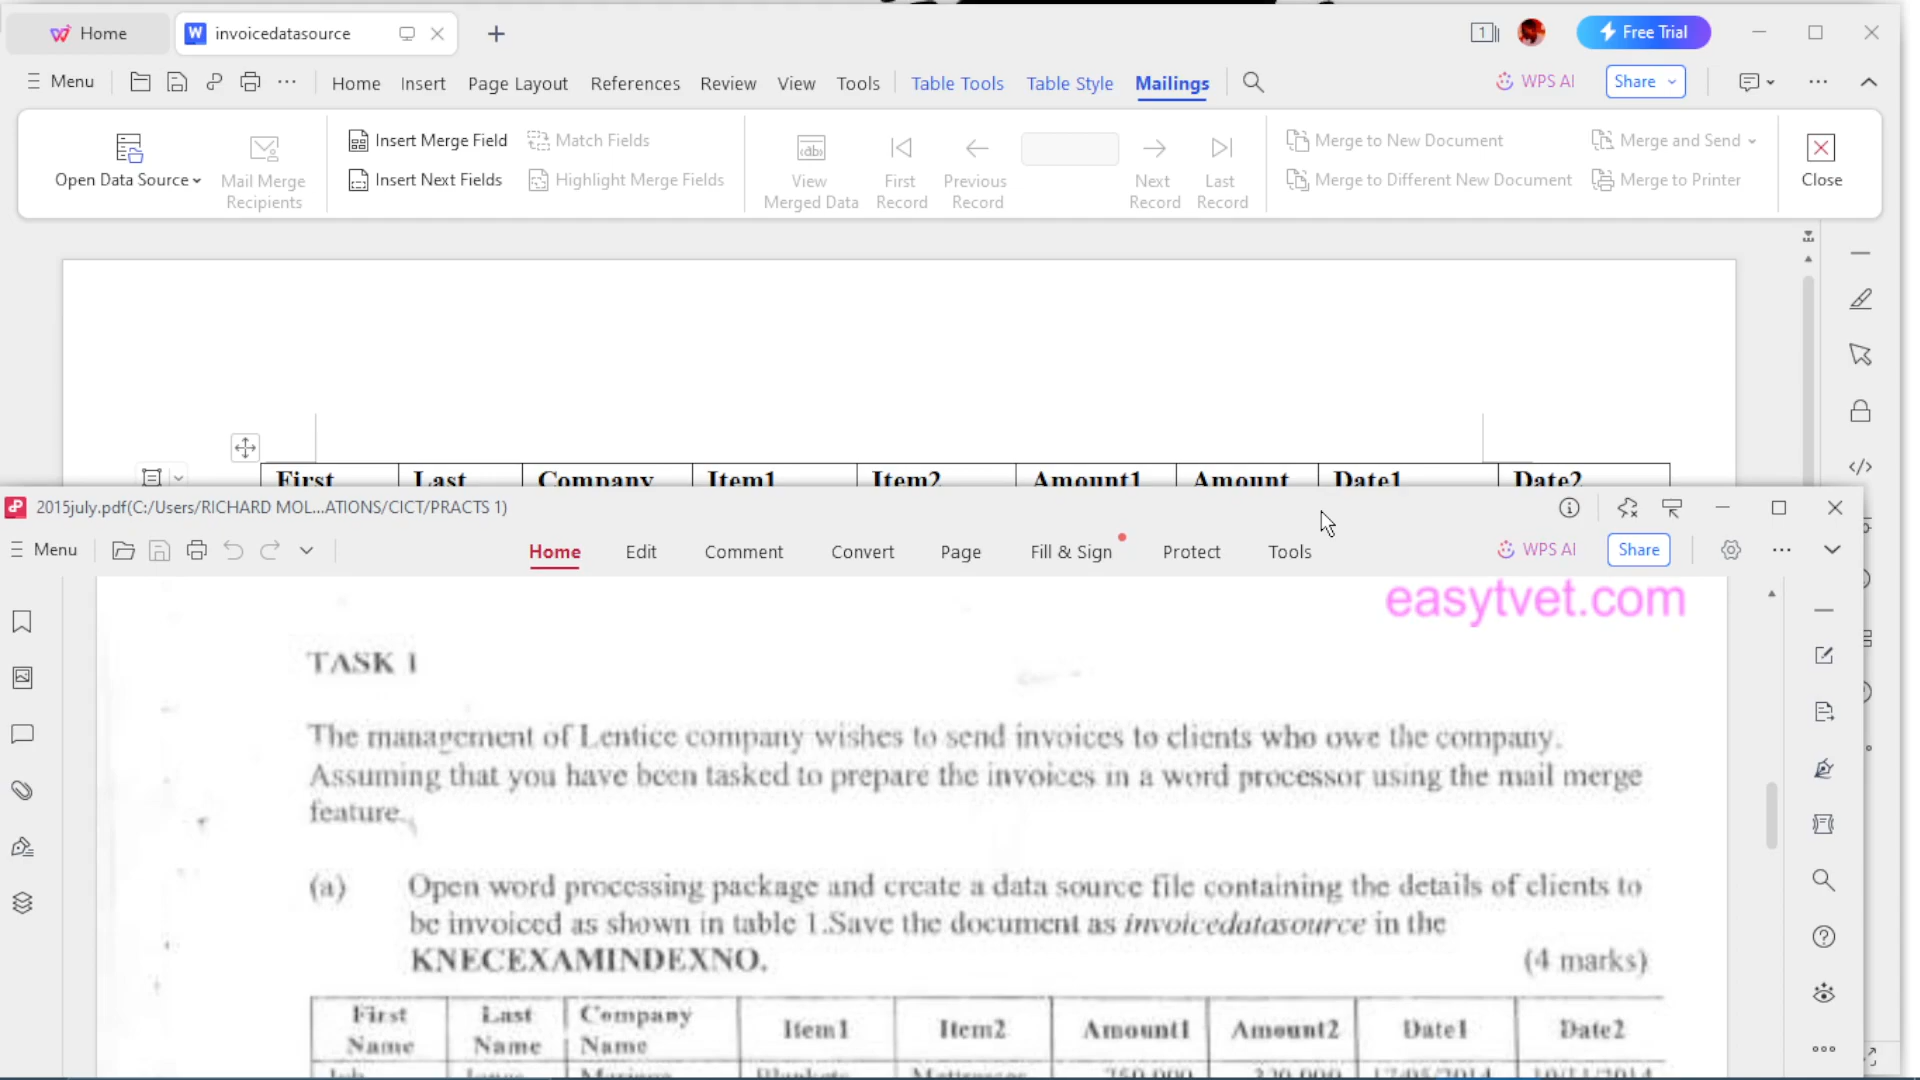 Home
invoicedatasource
1
Free Trial
Menu
Home Insert Page Layout References Review View Tools Table Tools Table Style Mailings
WPS AI
Share
Open Data Source
Mail Merge
Recipients
Insert Merge Field
Insert Next Fields
Match Fields
Highlight Merge Fields
View
Merged Data
First
Record
Previous
Record
Next
Record
Last
Record
Merge to New Document
Merge to Different New Document
Merge and Send
Merge to Printer
Close
First Last Company Item1 Item2 Amount1 Amount Date1 Date2
2015july.pdf(C:/Users/RICHARD MOL...ATIONS/CICT/PRACTS 1)
Menu
Home Edit Comment Convert Page Fill & Sign Protect Tools
WPS AI
Share
easytvet.com
TASK 1
The management of Lentice company wishes to send invoices to clients who owe the company.
Assuming that you have been tasked to prepare the invoices in a word processor using the mail merge
feature.
(a) Open word processing package and create a data source file containing the details of clients to
be invoiced as shown in table 1.Save the document as invoicedatasource in the
KNECEXAMINDEXNO. (4 marks)
First Name Last Name Company Name Item1 Item2 Amount1 Amount2 Date1 Date2